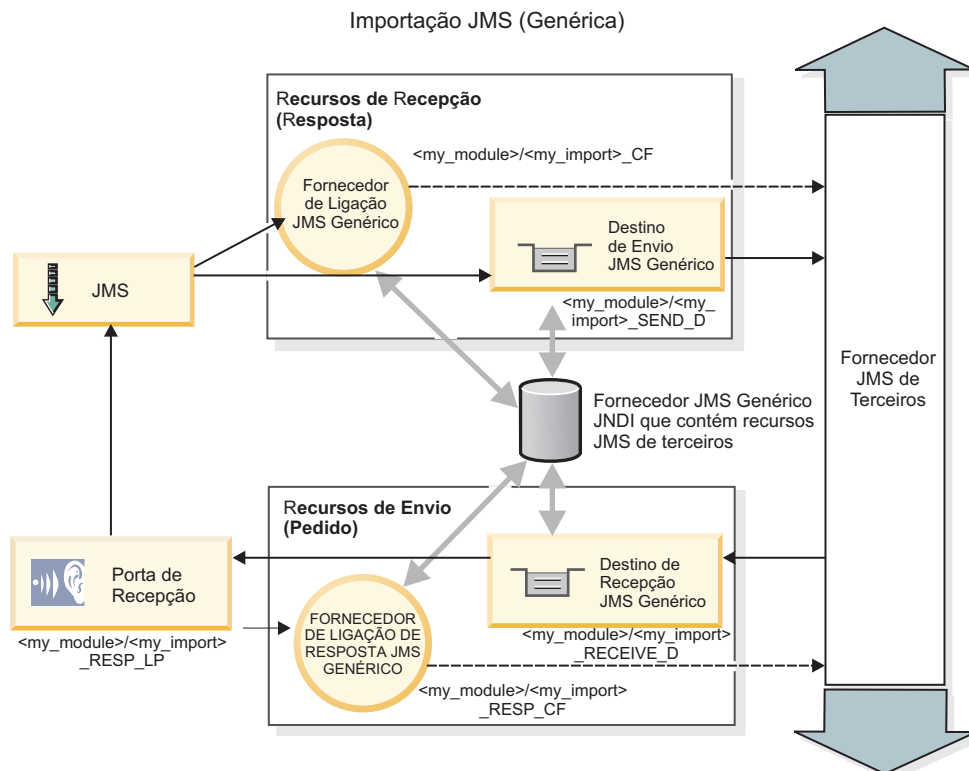 Importação JMS (Genérica)
Recursos de Recepção
(Resposta)
<my_module>/<my_import>_CF
Fornecedor
de Ligação
JMS Genérico
Destino
de Envio
JMS Genérico
JMS
<my_module>/<my_
import>_SEND_D
Fornecedor
JMS de
Terceiros
Fornecedor JMS Genérico
JNDI que contém recursos
JMS de terceiros
Recursos de Envio
(Pedido)
Porta de
Recepção
Destino de
Recepção
JMS Genérico
<my_module>/<my_import>
_RESP_LP
FORNECEDOR
DE LIGAÇÃO DE
RESPOSTA JMS
GENÉRICO
<my_module>/<my_import>
_RECEIVE_D
<my_module>/<my_import>
_RESP_CF